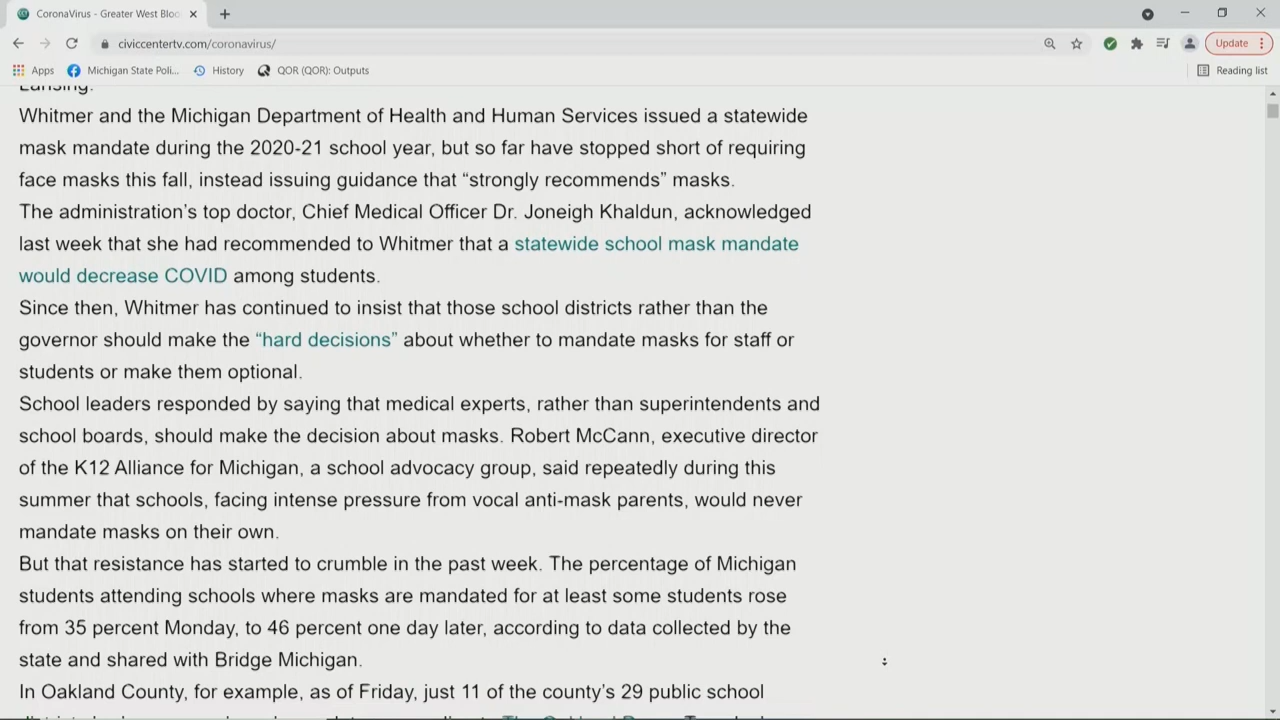 CoronaVirus - Greater West Bloo
civiccentertv.com/coronavirus/
Update
Apps
Michigan State Poli...
History
QOR (QOR): Outputs
Reading list
Lansing.
Whitmer and the Michigan Department of Health and Human Services issued a statewide
mask mandate during the 2020-21 school year, but so far have stopped short of requiring
face masks this fall, instead issuing guidance that “strongly recommends” masks.
The administration’s top doctor, Chief Medical Officer Dr. Joneigh Khaldun, acknowledged
last week that she had recommended to Whitmer that a statewide school mask mandate
would decrease COVID among students.
Since then, Whitmer has continued to insist that those school districts rather than the
governor should make the “hard decisions” about whether to mandate masks for staff or
students or make them optional.
School leaders responded by saying that medical experts, rather than superintendents and
school boards, should make the decision about masks. Robert McCann, executive director
of the K12 Alliance for Michigan, a school advocacy group, said repeatedly during this
summer that schools, facing intense pressure from vocal anti-mask parents, would never
mandate masks on their own.
But that resistance has started to crumble in the past week. The percentage of Michigan
students attending schools where masks are mandated for at least some students rose
from 35 percent Monday, to 46 percent one day later, according to data collected by the
state and shared with Bridge Michigan.
In Oakland County, for example, as of Friday, just 11 of the county’s 29 public school